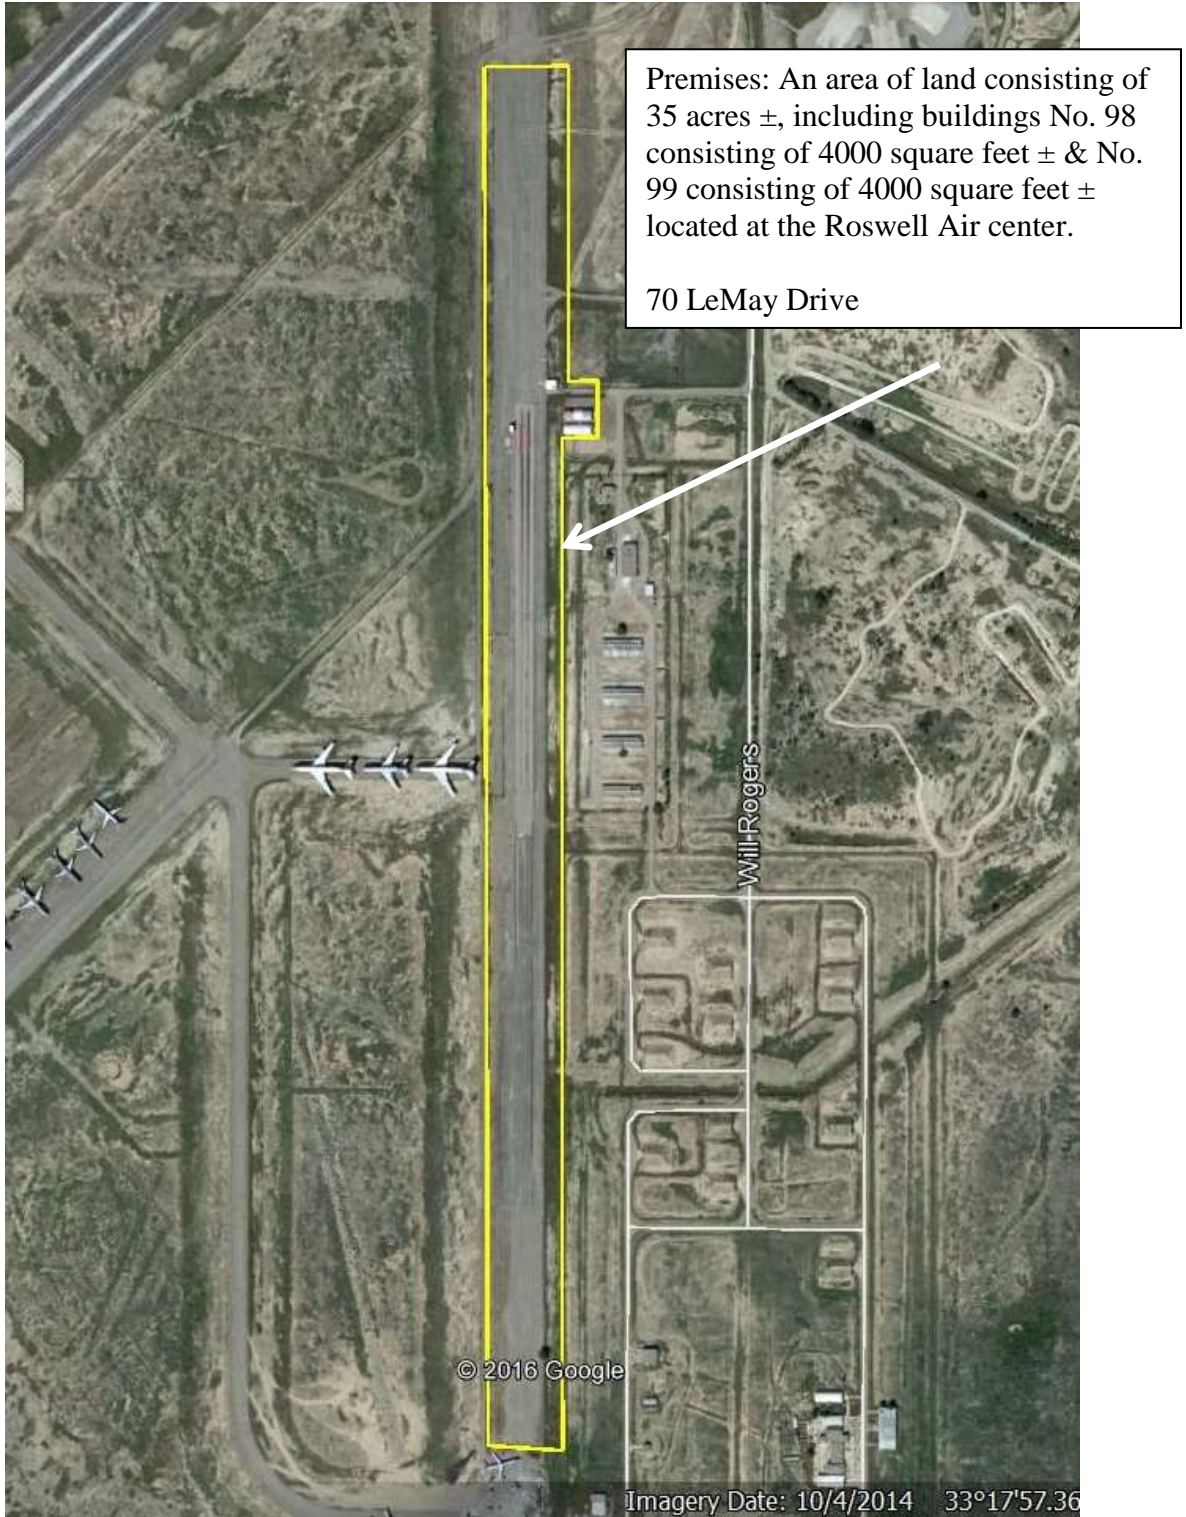 Premises: An area of land consisting of
35 acres ±, including buildings No. 98
consisting of 4000 square feet ± & No.
99 consisting of 4000 square feet ±
located at the Roswell Air center.
70 LeMay Drive
Will Rogers
© 2016 Google
Imagery Date: 10/4/2014 33°17'57.36